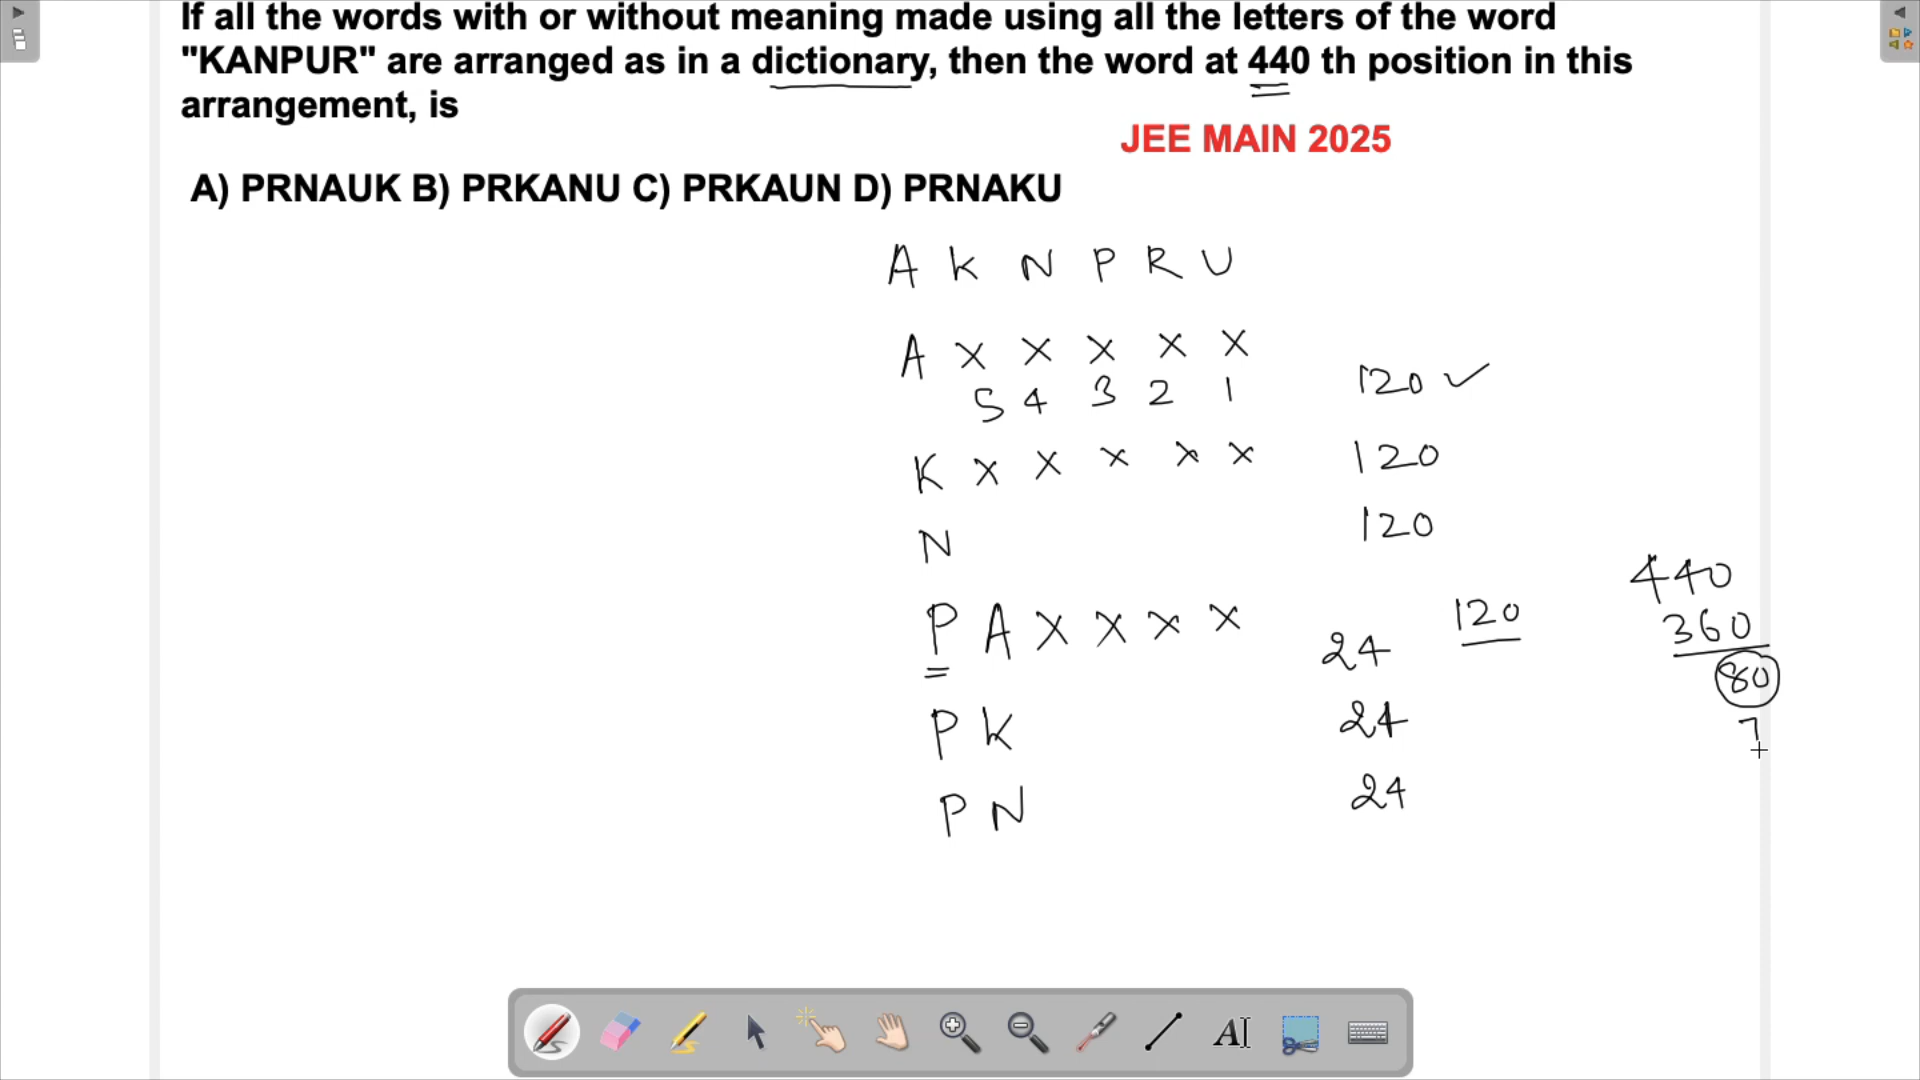 If all the words with or without meaning made using all the letters of the word
"KANPUR" are arranged as in a dictionary, then the word at 440 th position in this
arrangement, is
JEE MAIN 2025
A) PRNAUK B) PRKANU C) PRKAUN D) PRNAKU
A K N P R U
A X X X X X
5 4 3 2 1
120 ✓
K X X X X X 120
N 120
440
P A X X X X 24 120
360
80
P K 24
7
P N 24
AI